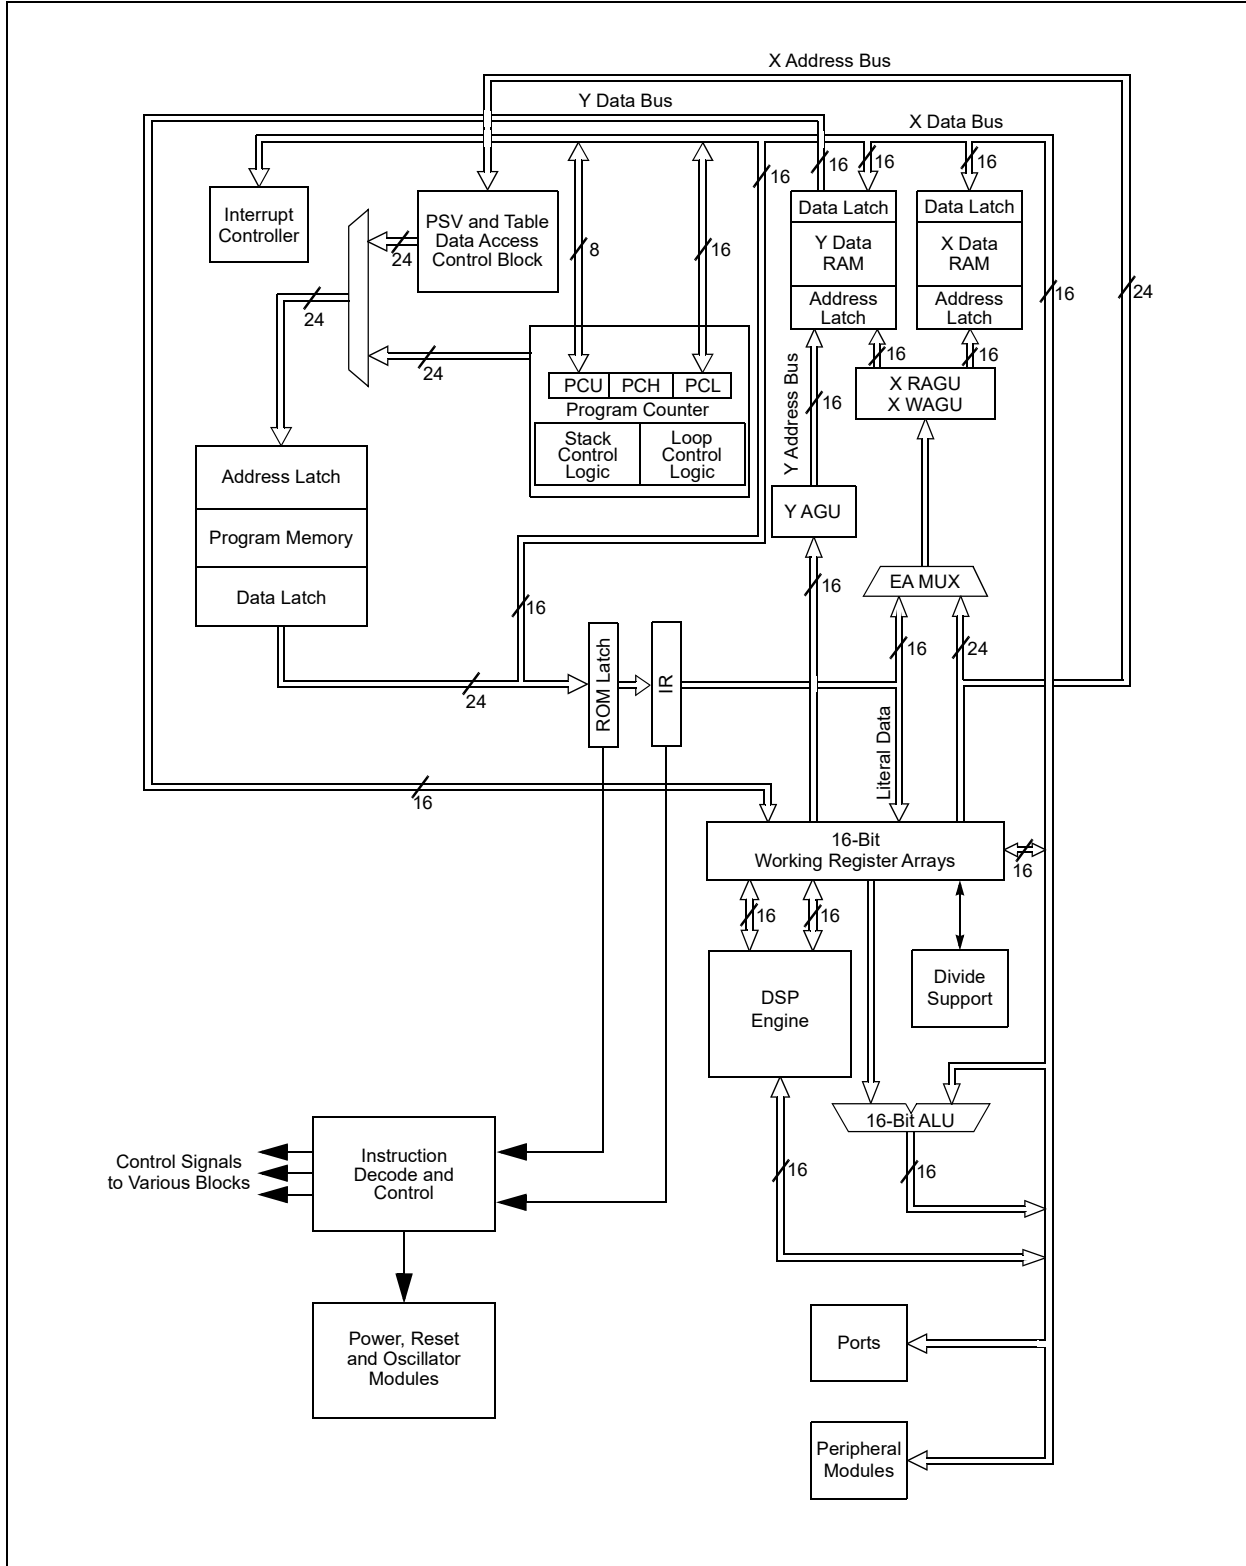 X Address Bus
Y Data Bus
X Data Bus
16
16
16
16
Interrupt
Controller
PSV and Table
Data Access
Control Block
24
8
16
Data Latch
Y Data
RAM
Address
Latch
Data Latch
X Data
RAM
Address
Latch
16
24
24
24
16
16
PCU
PCH
PCL
Program Counter
Stack
Control
Logic
Loop
Control
Logic
Y Address Bus
16
X RAGU
X WAGU
Address Latch
Program Memory
Data Latch
Y AGU
EA MUX
16
16
16
24
24
ROM Latch
IR
Literal Data
16
16-Bit
Working Register Arrays
16
16
16
DSP
Engine
Divide
Support
16-Bit ALU
16
16
Control Signals
to Various Blocks
Instruction
Decode and
Control
Power, Reset
and Oscillator
Modules
Ports
Peripheral
Modules